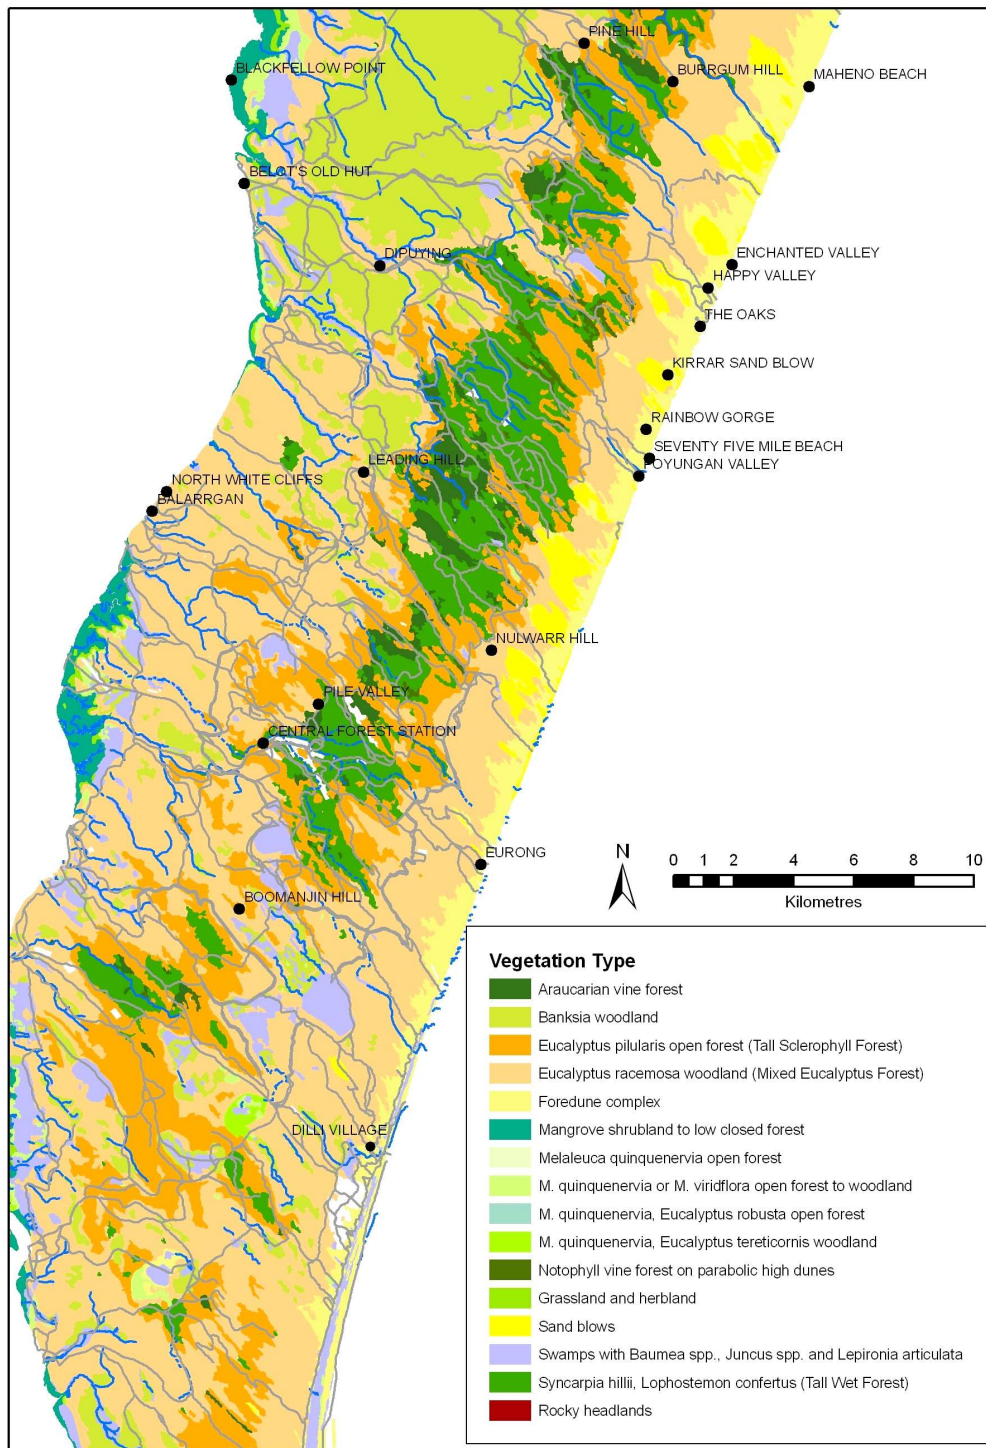 PINE HILL
BLACKFELLOW POINT
BURRGUM HILL
MAHENO BEACH
BELOT'S OLD HUT
DIPUYING
ENCHANTED VALLEY
HAPPY VALLEY
THE OAKS
KIRRAR SAND BLOW
RAINBOW GORGE
SEVENTY FIVE MILE BEACH
POYUNGAN VALLEY
LEADING HILL
NORTH WHITE CLIFFS
BALARRGAN
NULWARR HILL
PILE VALLEY
CENTRAL FOREST STATION
EURONG
BOOMANJIN HILL
DILLI VILLAGE
N
0 1 2 4 6 8 10
Kilometres
Vegetation Type
Araucarian vine forest
Banksia woodland
Eucalyptus pilularis open forest (Tall Sclerophyll Forest)
Eucalyptus racemosa woodland (Mixed Eucalyptus Forest)
Foredune complex
Mangrove shrubland to low closed forest
Melaleuca quinquenervia open forest
M. quinquenervia or M. viridflora open forest to woodland
M. quinquenervia, Eucalyptus robusta open forest
M. quinquenervia, Eucalyptus tereticornis woodland
Notophyll vine forest on parabolic high dunes
Grassland and herbland
Sand blows
Swamps with Baumea spp., Juncus spp. and Lepironia articulata
Syncarpia hillii, Lophostemon confertus (Tall Wet Forest)
Rocky headlands